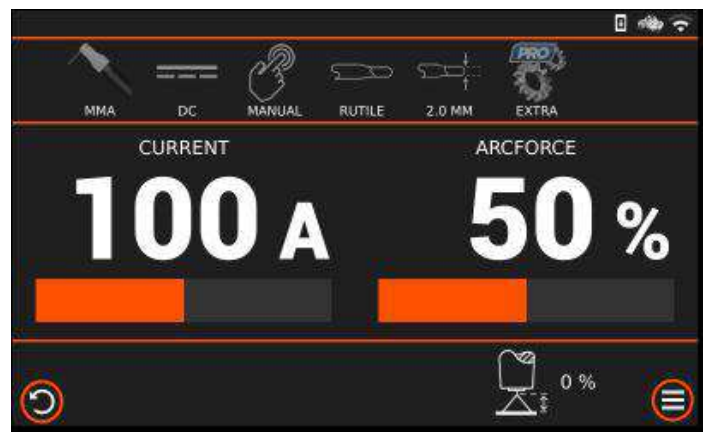 PRO
MMA DC MANUAL RUTILE 2.0 MM EXTRA
CURRENT ARCFORCE
100 A 50 %
0 %